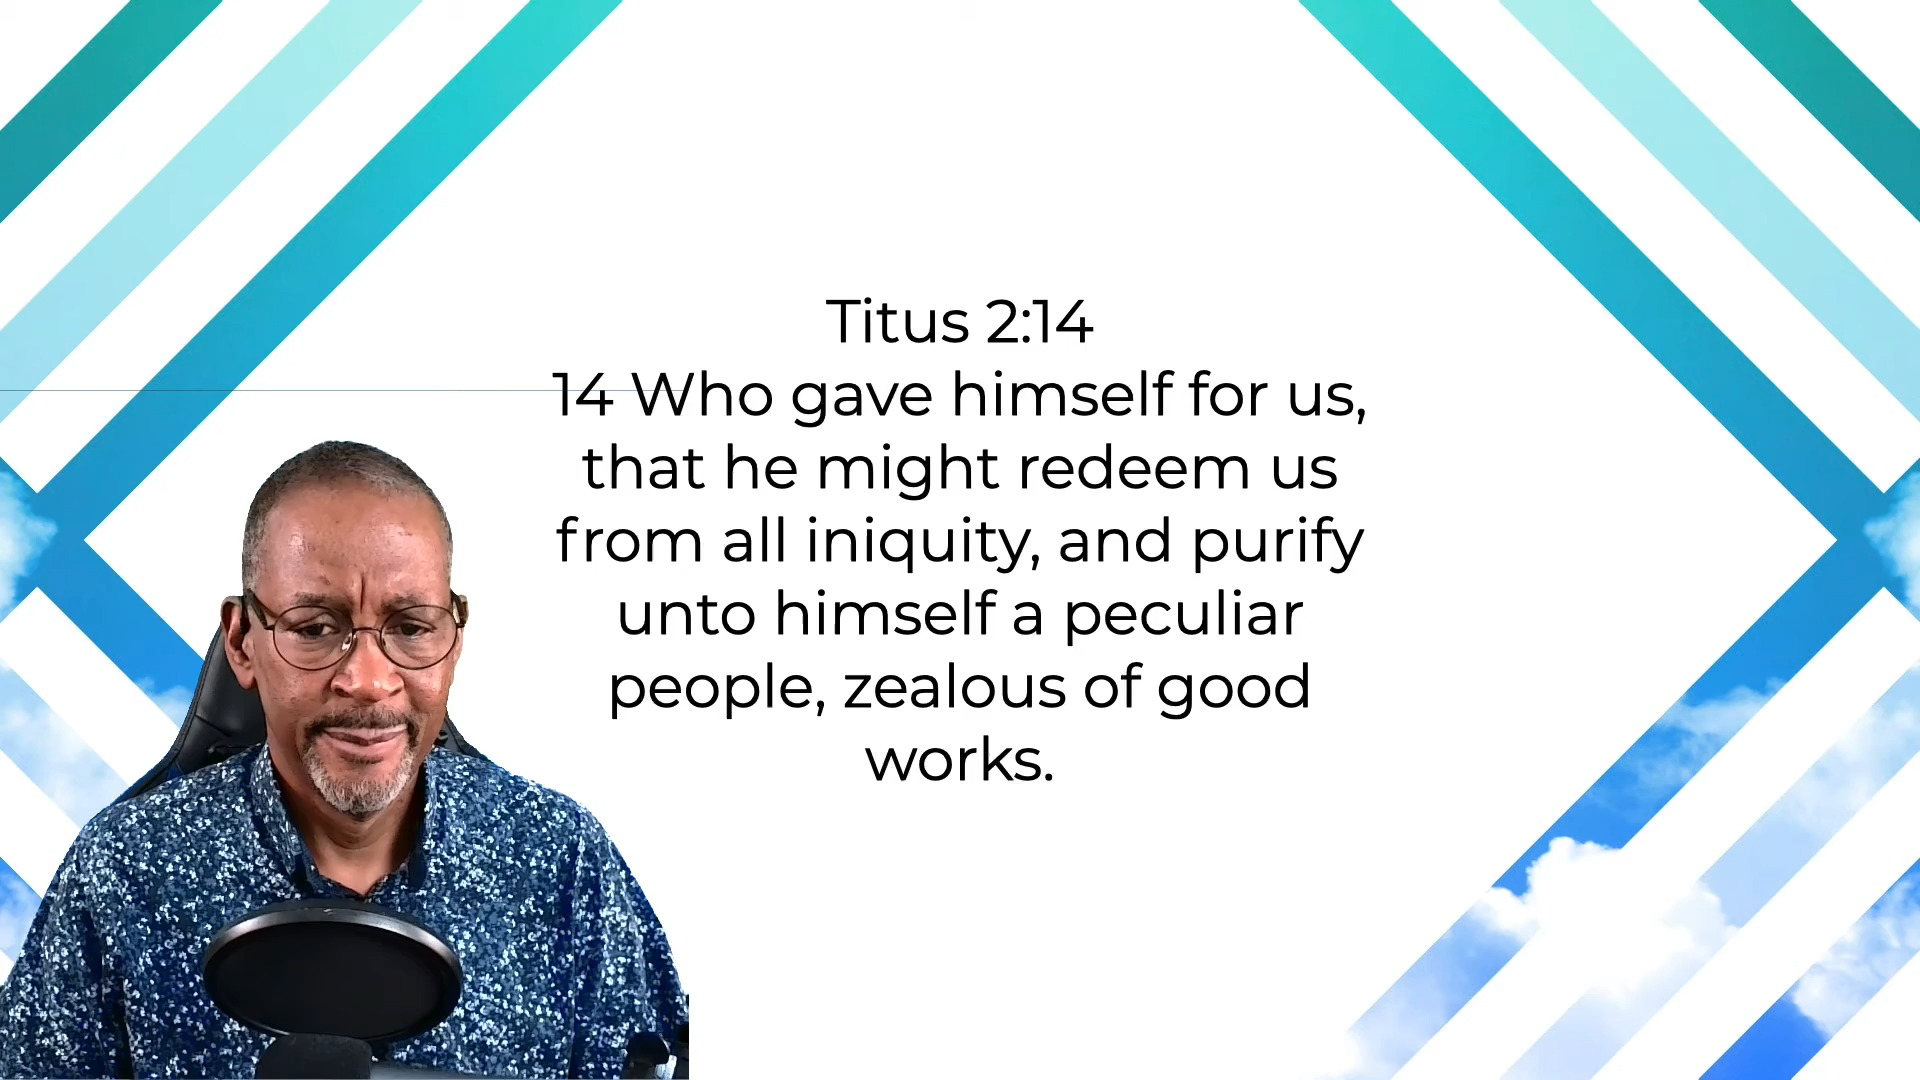 Titus 2:14
14 Who gave himself for us,
that he might redeem us
from all iniquity, and purify
unto himself a peculiar
people, zealous of good
works.